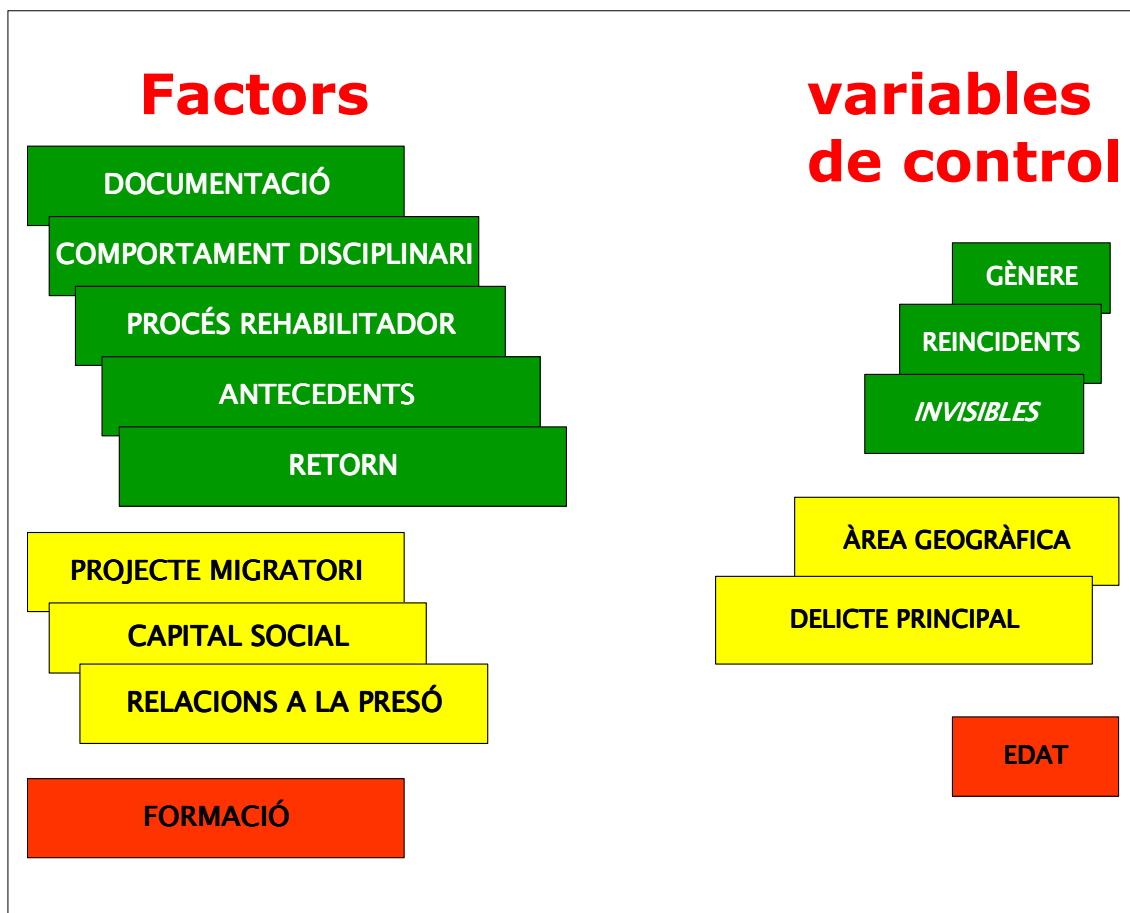 Factors
DOCUMENTACIÓ
COMPORTAMENT DISCIPLINARI
PROCÉS REHABILITADOR
ANTECEDENTS
RETORN
PROJECTE MIGRATORI
CAPITAL SOCIAL
RELACIONS A LA PRESÓ
FORMACIÓ
variables
de control
GÈNERE
REINCIDENTS
INVISIBLES
ÀREA GEOGRÀFICA
DELICTE PRINCIPAL
EDAT